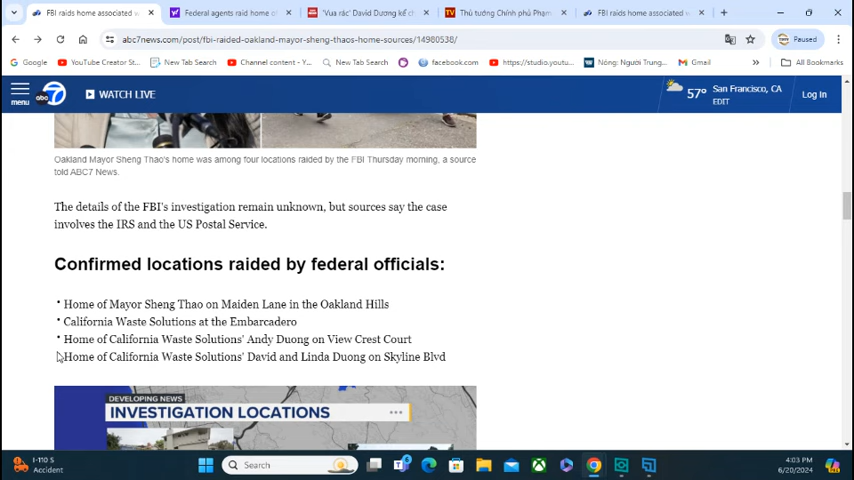 FBI raids home associated w
Federal agents raid home of
'Vua rác' David Dương kể ch
Thủ tướng Chính phủ Phạm
FBI raids home associated w
abc7news.com/post/fbi-raided-oakland-mayor-sheng-thaos-home-sources/14980538/
Paused
Google
YouTube Creator St...
New Tab Search
Channel content - Yo...
New Tab Search
facebook.com
https://studio.youtu...
Nóng: Người Trung...
Gmail
All Bookmarks
menu
abc 7
WATCH LIVE
57°
San Francisco, CA
EDIT
Log In
Oakland Mayor Sheng Thao's home was among four locations raided by the FBI Thursday morning, a source
told ABC7 News.
The details of the FBI's investigation remain unknown, but sources say the case
involves the IRS and the US Postal Service.
Confirmed locations raided by federal officials:
• Home of Mayor Sheng Thao on Maiden Lane in the Oakland Hills
• California Waste Solutions at the Embarcadero
• Home of California Waste Solutions' Andy Duong on View Crest Court
Home of California Waste Solutions' David and Linda Duong on Skyline Blvd
DEVELOPING NEWS
INVESTIGATION LOCATIONS
I-110 S
Accident
Search
4:03 PM
6/20/2024